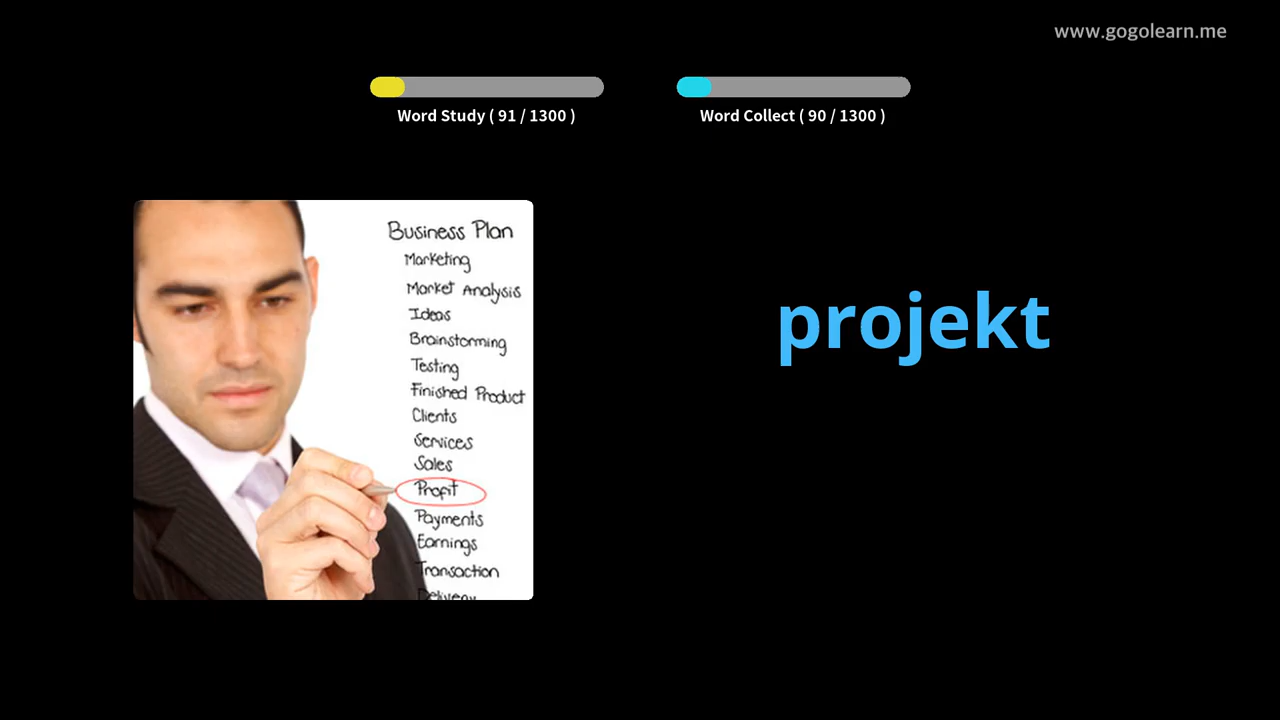 www.gogolearn.me
Word Study ( 91 / 1300 )
Word Collect ( 90 / 1300 )
Business Plan
Marketing
Market Analysis
Ideas
Brainstorming
Testing
Finished Product
Clients
Services
Sales
Profit
Payments
Earnings
Transaction
Delivery
projekt